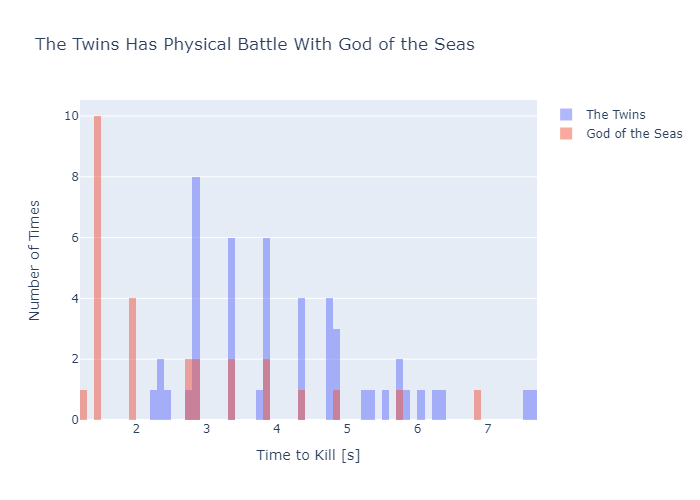 The Twins Has Physical Battle With God of the Seas
The Twins
God of the Seas
10
8
6
4
2
0
Number of Times
2 3 4 5 6 7
Time to Kill [s]